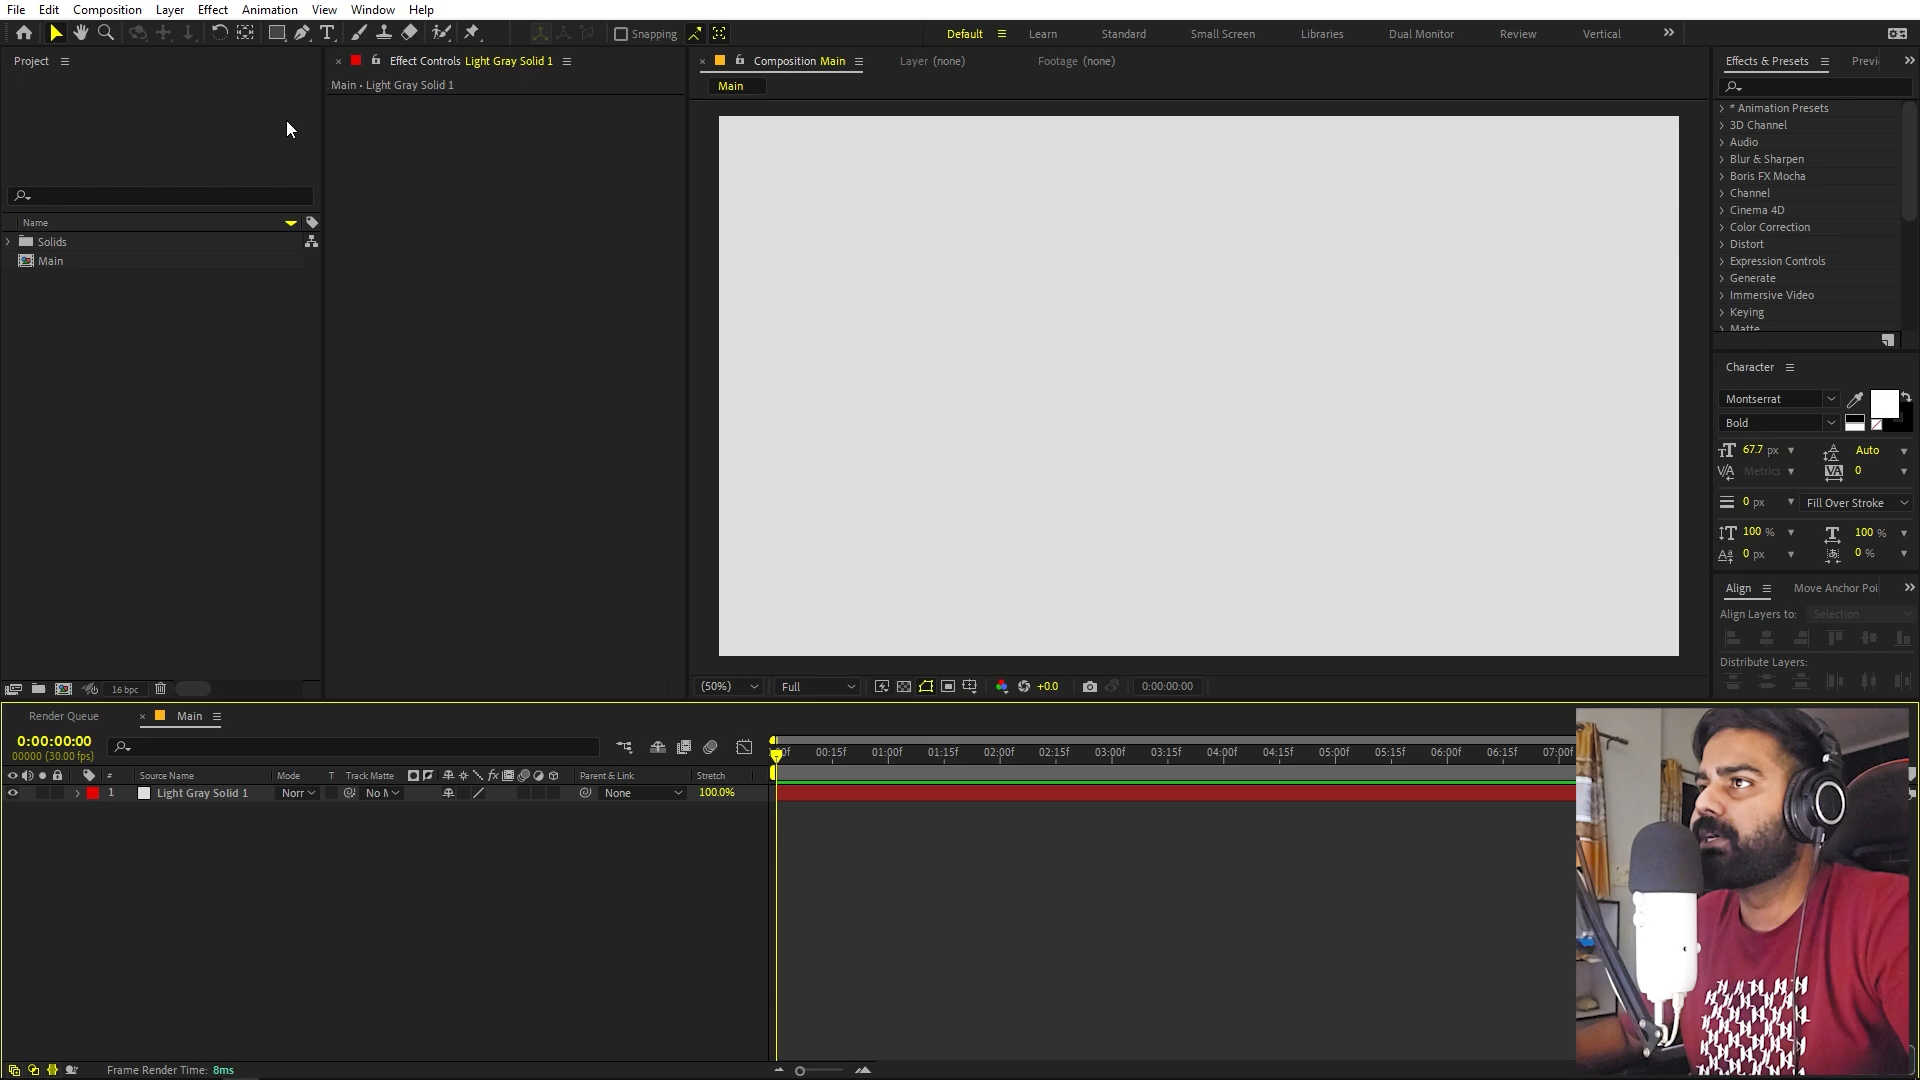 File Edit Composition Layer Effect Animation View Window Help
Snapping Default Learn Standard Small Screen Libraries Dual Monitor Review Vertical
Project
Effect Controls Light Gray Solid 1
Main • Light Gray Solid 1
Name
Solids
Main
16 bpc
Composition Main Layer (none) Footage (none)
Main
(50%) Full +0.0 0:00:00:00
Effects & Presets Previ
* Animation Presets
3D Channel
Audio
Blur & Sharpen
Boris FX Mocha
Channel
Cinema 4D
Color Correction
Distort
Expression Controls
Generate
Immersive Video
Keying
Matte
Character
Montserrat
Bold
67.7 px Auto
Metrics 0
0 px Fill Over Stroke
100 % 100 %
0 px 0 %
Align Move Anchor Poi
Align Layers to: Selection
Distribute Layers:
Render Queue Main
0:00:00:00
00000 (30.00 fps)
00:15f 01:00f 01:15f 02:00f 02:15f 03:00f 03:15f 04:00f 04:15f 05:00f 05:15f 06:00f 06:15f 07:00f
# Source Name Mode T Track Matte fx Parent & Link Stretch
1 Light Gray Solid 1 Norr No None 100.0%
Frame Render Time: 8ms